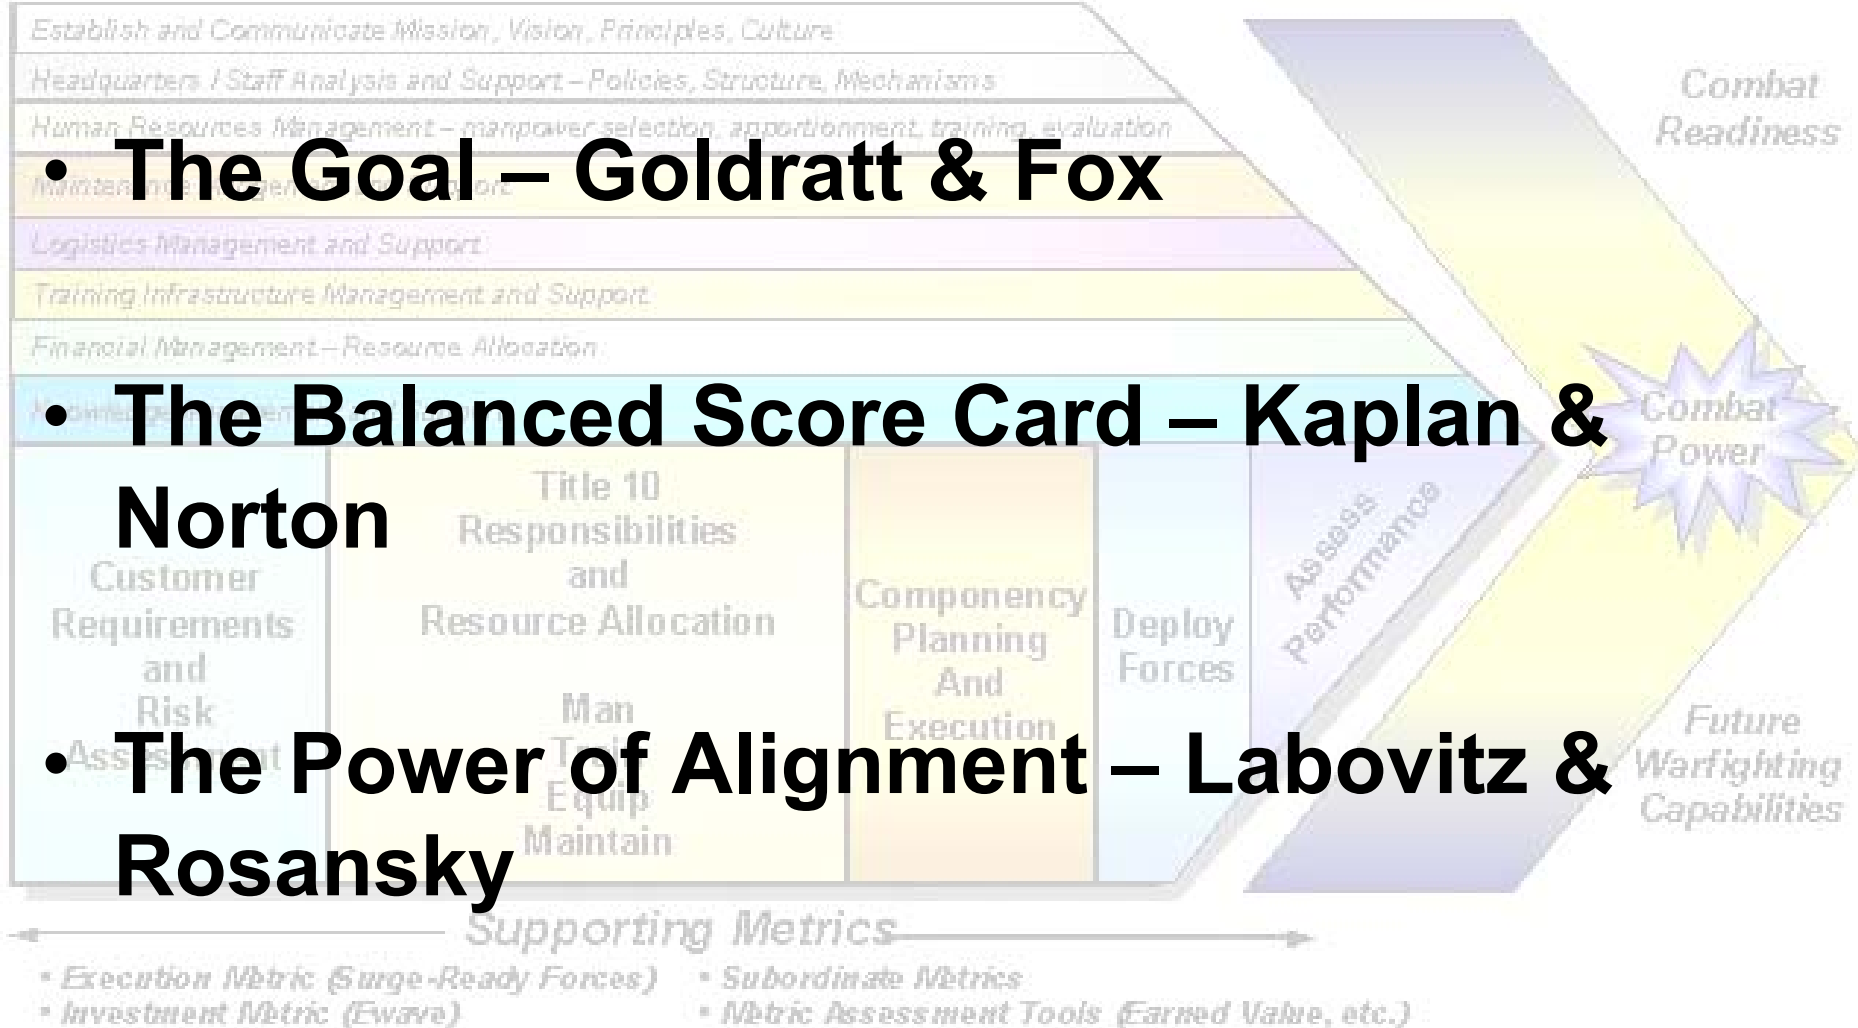 Establish and Communicate Mission, Vision, Principles, Culture
Headquarters / Staff Analysis and Support – Policies, Structure, Mechanisms
Human Resources Management – manpower selection, apportionment, training, evaluation
• The Goal – Goldratt & Fox
Logistics Management and Support
Training Infrastructure Management and Support
Financial Management – Resource Allocation
• The Balanced Score Card – Kaplan &
Norton
Customer
Requirements
and
Risk
Assessment
Title 10
Responsibilities
and
Resource Allocation
Man
Train
Equip
Maintain
Componency
Planning
And
Execution
Deploy
Forces
Assess
Performance
• The Power of Alignment – Labovitz &
Rosansky
Combat
Readiness
Combat
Power
Future
Warfighting
Capabilities
Supporting Metrics
• Execution Metric (Surge-Ready Forces)
• Investment Metric (Ewave)
• Subordinate Metrics
• Metric Assessment Tools (Earned Value, etc.)